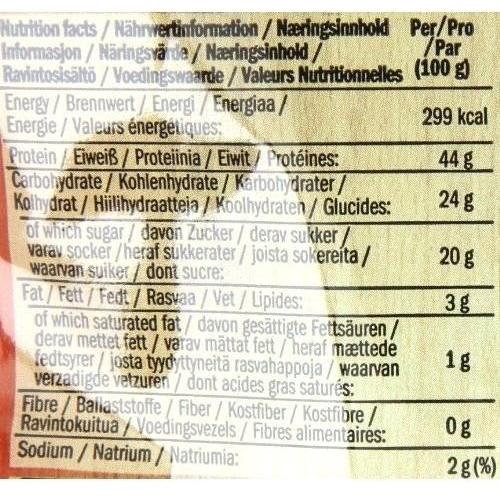 Nutrition facts / Nährwertinformation / Næringsinnhold Per/Pro
Informasjon / Näringsvärde / Næringsinhold / /Par
Ravintosisältö / Voedingswaarde / Valeurs Nutritionnelles (100 g)
Energy / Brennwert / Energi / Energiaa /
Energie / Valeurs énergétiques: 299 kcal
Protein / Eiweiß / Proteiinia / Eiwit / Protéines: 44 g
Carbohydrate / Kohlenhydrate / Karbohydrater /
Kolhydrat / Hiilihydraatteja / Koolhydraten / Glucides: 24 g
of which sugar / davon Zucker / derav sukker /
varav socker /heraf sukkerater / joista sokereita / 20 g
waarvan suiker / dont sucre:
Fat / Fett / Fedt / Rasvaa / Vet / Lipides: 3 g
of which saturated fat / davon gesättigte Fettsäuren /
derav mettet fett / varav mättat fett / heraf mættede
fedtsyrer / josta tyydyttyneitä rasvahappoja / waarvan 1 g
verzadigde vetzuren / dont acides gras saturés:
Fibre / Ballaststoffe / Fiber / Kostfiber / Kostfibre /
Ravintokuitua / Voedingsvezels / Fibres alimentaires: 0 g
Sodium / Natrium / Natriumia: 2 g (%)